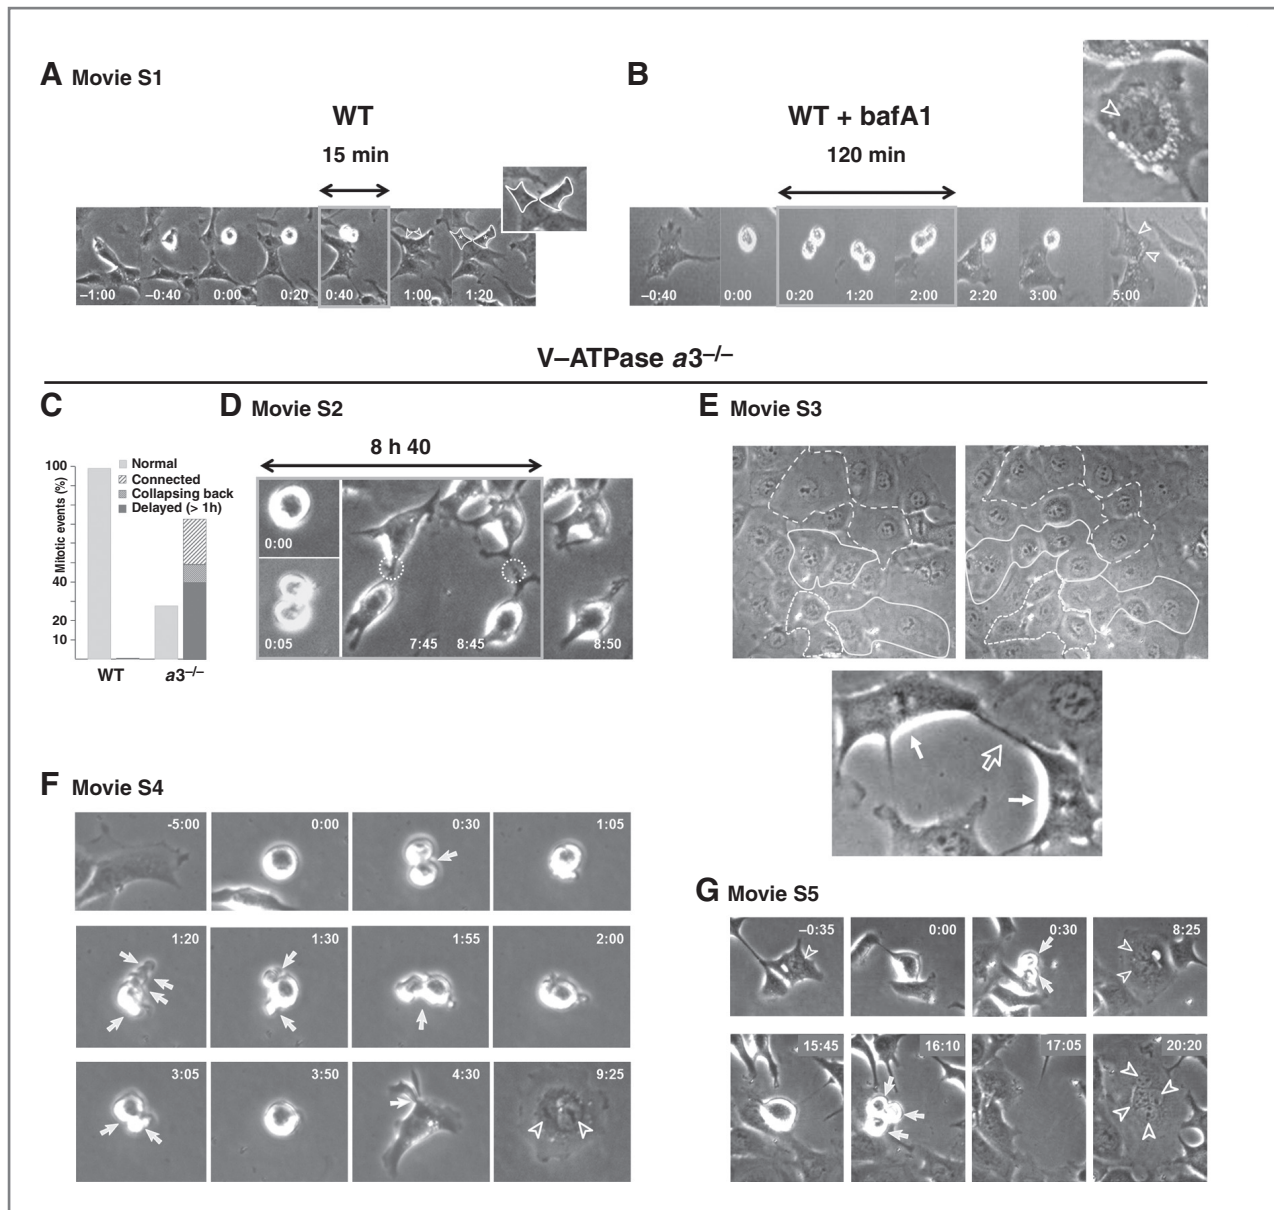 A Movie S1
WT
15 min
–1:00 –0:40 0:00 0:20 0:40 1:00 1:20
B
WT + bafA1
120 min
–0:40 0:00 0:20 1:20 2:00 2:20 3:00 5:00
V–ATPase a3–/–
C
100
40
20
10
Mitotic events (%)
Normal
Connected
Collapsing back
Delayed (> 1h)
WT a3–/–
D Movie S2
8 h 40
0:00
0:05
7:45 8:45 8:50
E Movie S3
F Movie S4
-5:00 0:00 0:30 1:05
1:20 1:30 1:55 2:00
3:05 3:50 4:30 9:25
G Movie S5
–0:35 0:00 0:30 8:25
15:45 16:10 17:05 20:20